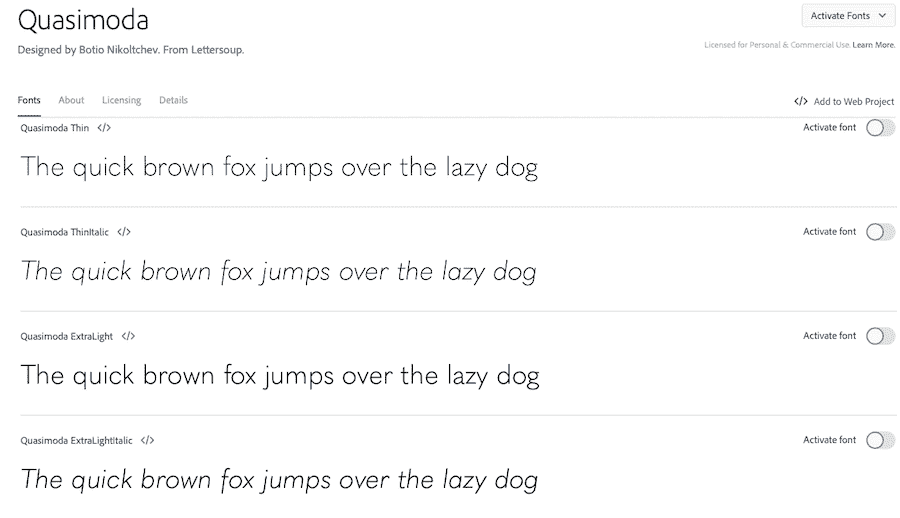 Quasimoda
Activate Fonts
Designed by Botio Nikoltchev. From Lettersoup.
Licensed for Personal & Commercial Use. Learn More.
Fonts About Licensing Details
</> Add to Web Project
Quasimoda Thin </>
Activate font
The quick brown fox jumps over the lazy dog
Quasimoda ThinItalic </>
Activate font
The quick brown fox jumps over the lazy dog
Quasimoda ExtraLight </>
Activate font
The quick brown fox jumps over the lazy dog
Quasimoda ExtraLightItalic </>
Activate font
The quick brown fox jumps over the lazy dog